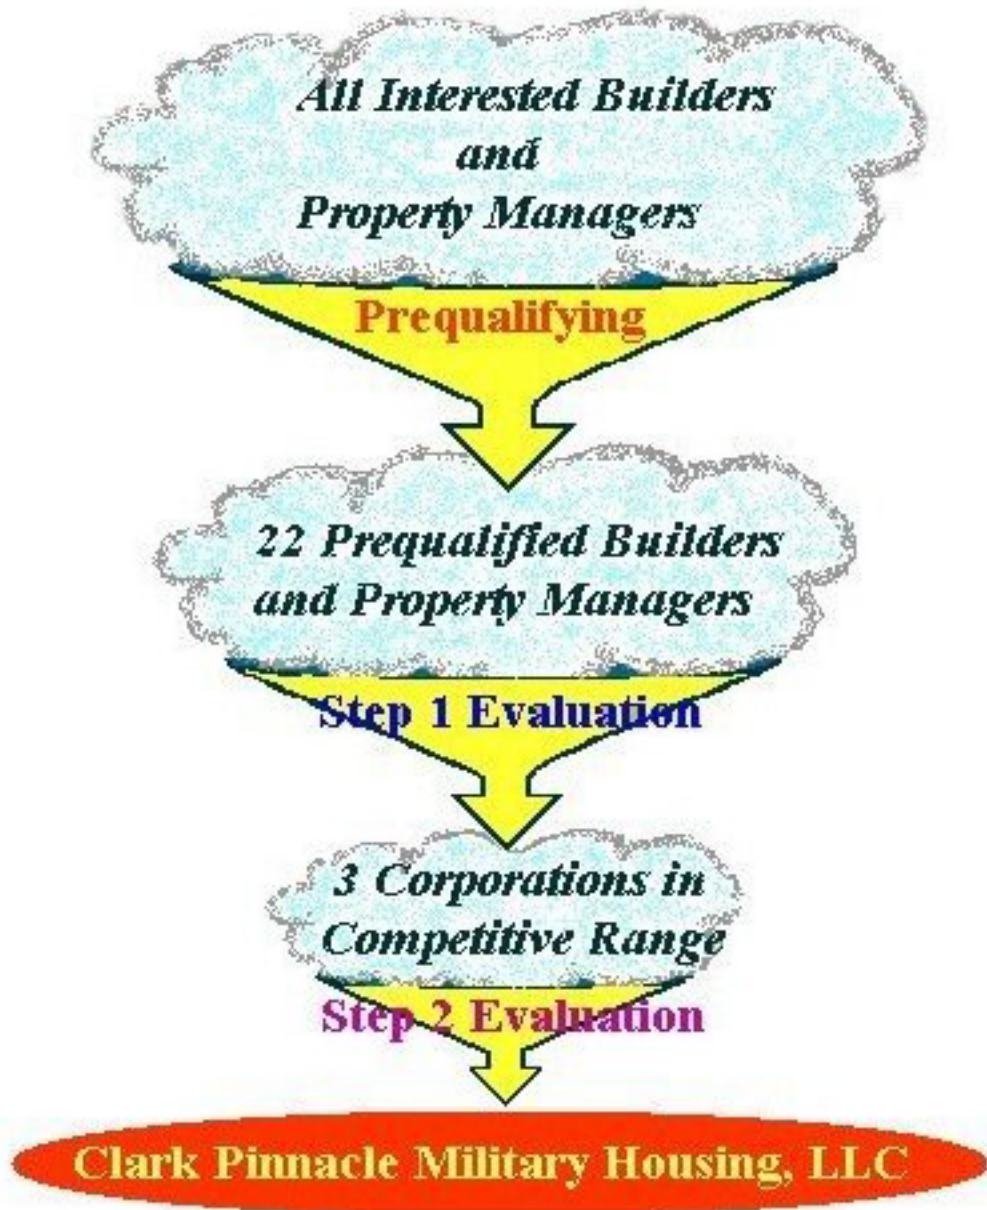 All Interested Builders
and
Property Managers
Prequalifying
22 Prequalified Builders
and Property Managers
Step 1 Evaluation
3 Corporations in
Competitive Range
Step 2 Evaluation
Clark Pinnacle Military Housing, LLC